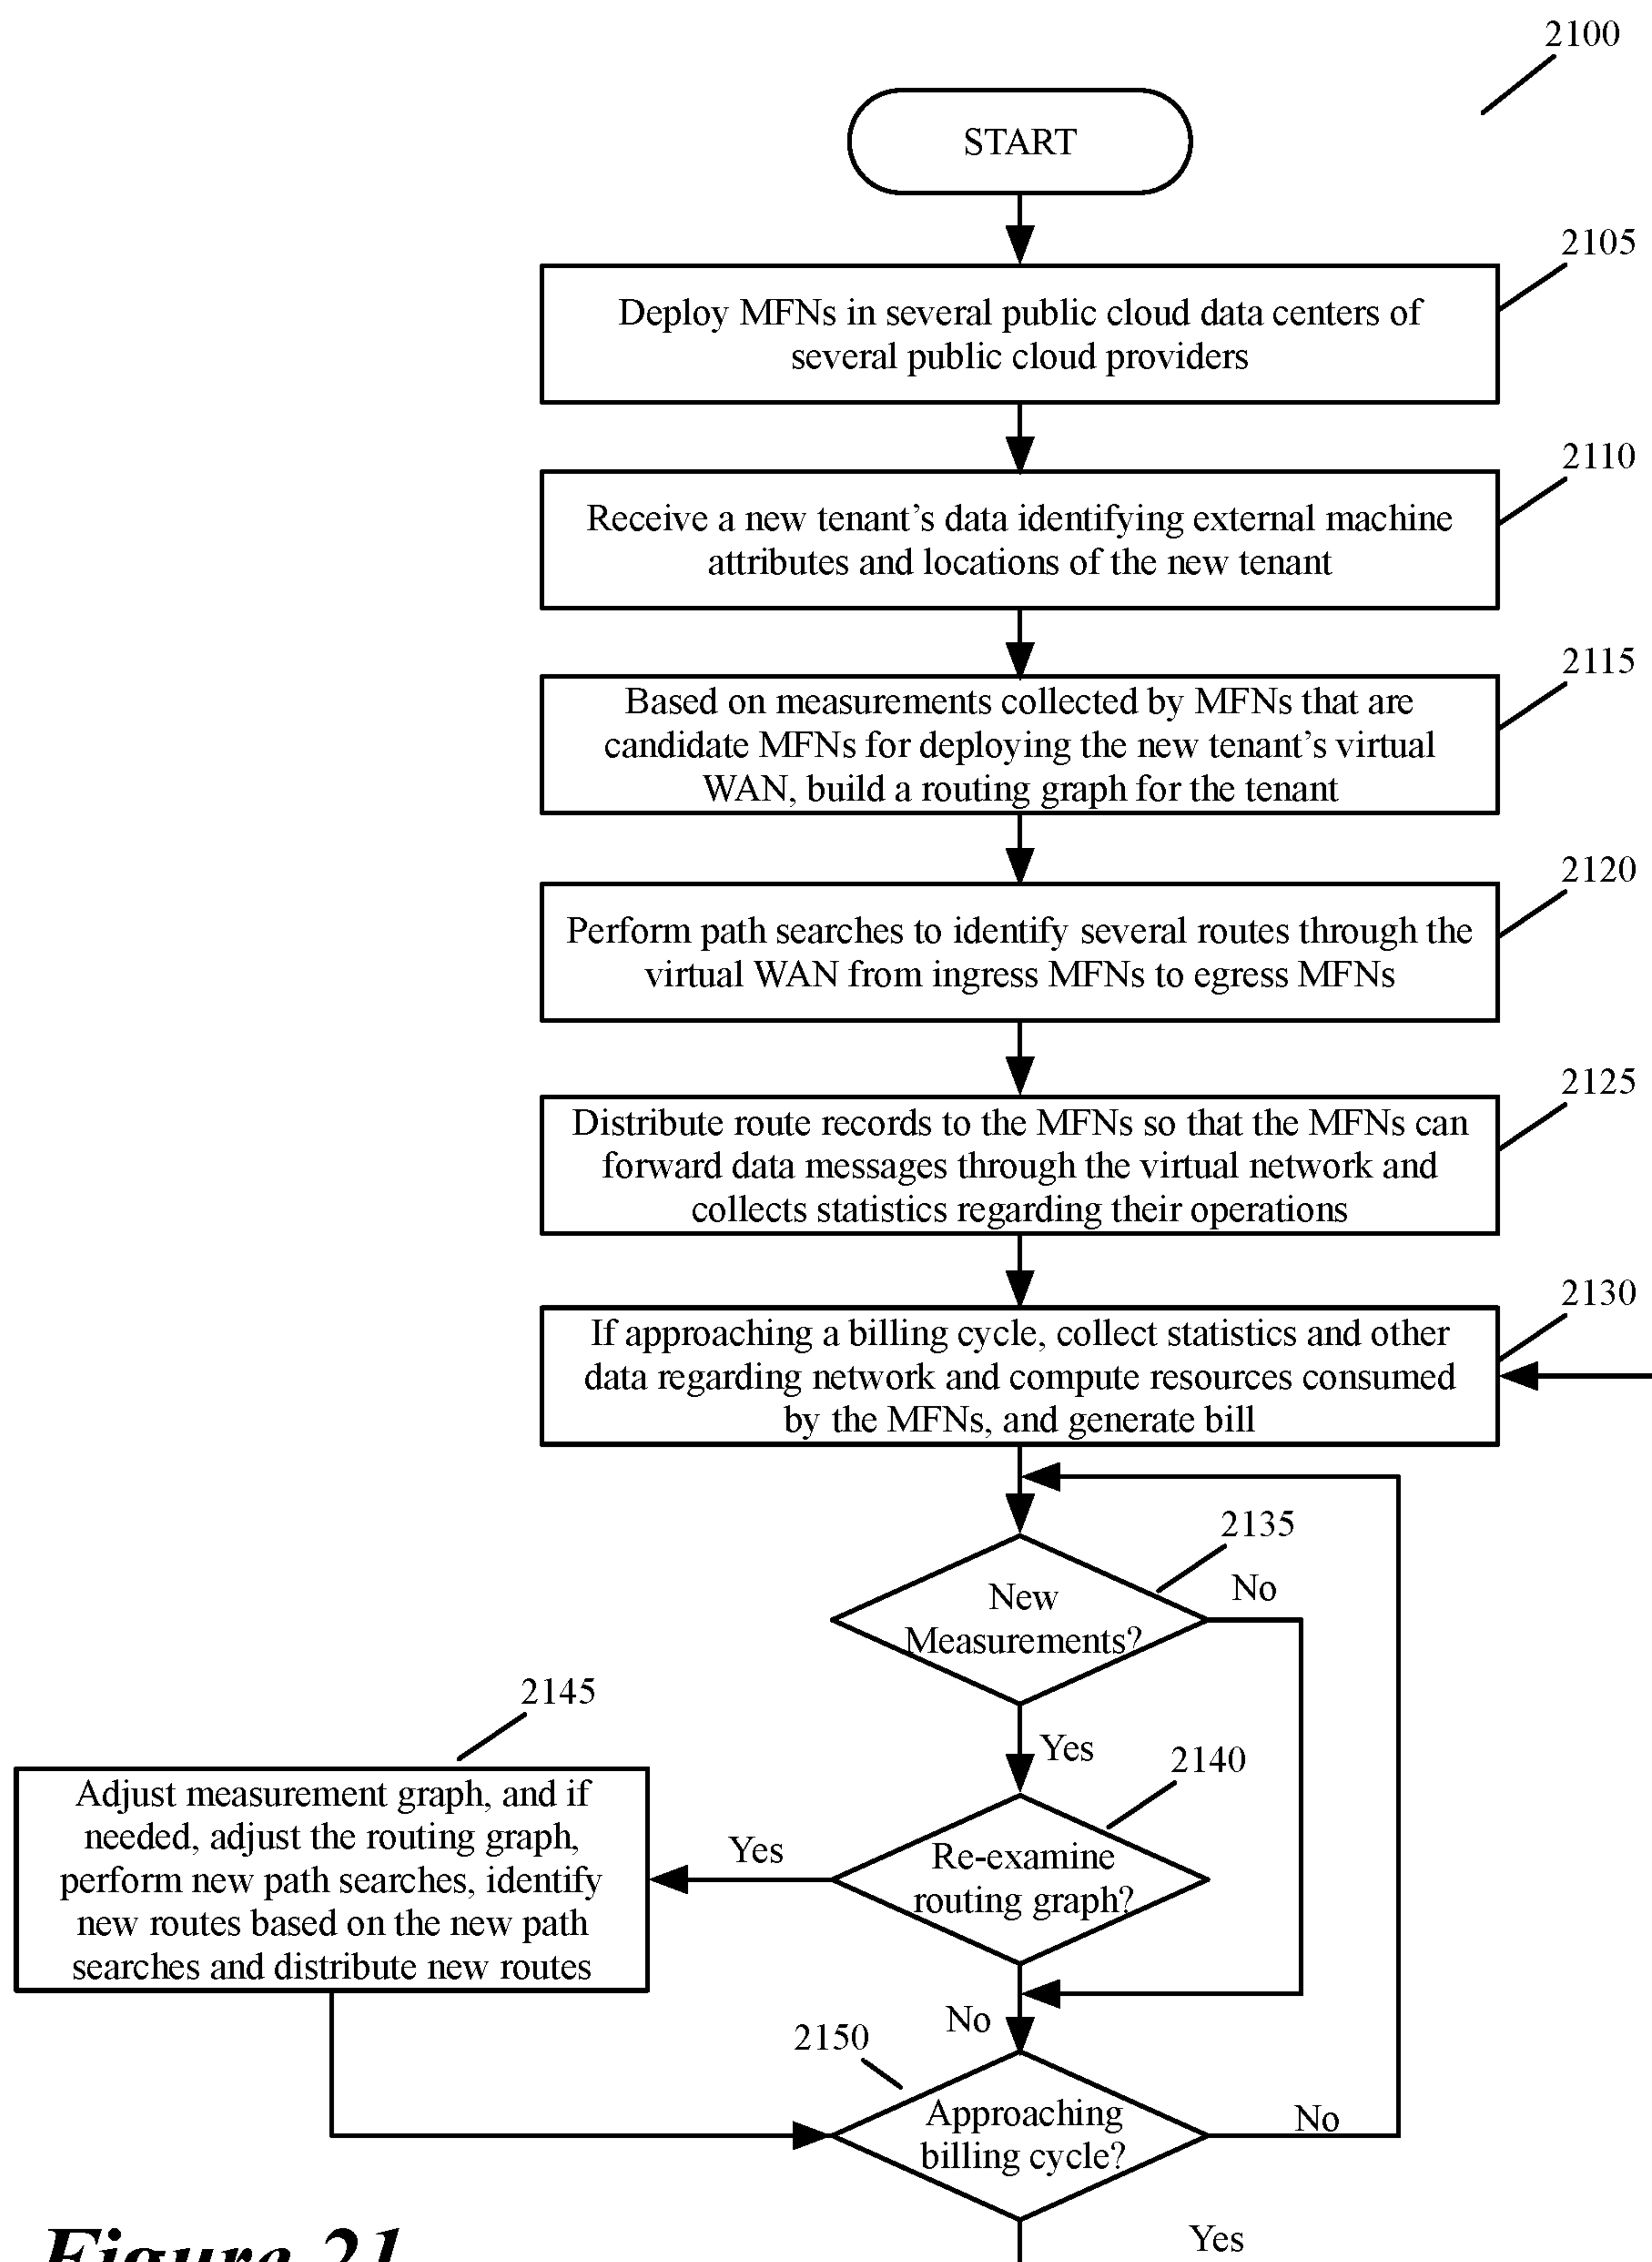 2100
START
2105
Deploy MFNs in several public cloud data centers of
several public cloud providers
2110
Receive a new tenant’s data identifying external machine
attributes and locations of the new tenant
2115
Based on measurements collected by MFNs that are
candidate MFNs for deploying the new tenant’s virtual
WAN, build a routing graph for the tenant
2120
Perform path searches to identify several routes through the
virtual WAN from ingress MFNs to egress MFNs
2125
Distribute route records to the MFNs so that the MFNs can
forward data messages through the virtual network and
collects statistics regarding their operations
2130
If approaching a billing cycle, collect statistics and other
data regarding network and compute resources consumed
by the MFNs, and generate bill
2135
New
Measurements?
No
Yes
2140
Re-examine
routing graph?
Yes
2145
Adjust measurement graph, and if
needed, adjust the routing graph,
perform new path searches, identify
new routes based on the new path
searches and distribute new routes
No
2150
Approaching
billing cycle?
No
Yes
Figure 21